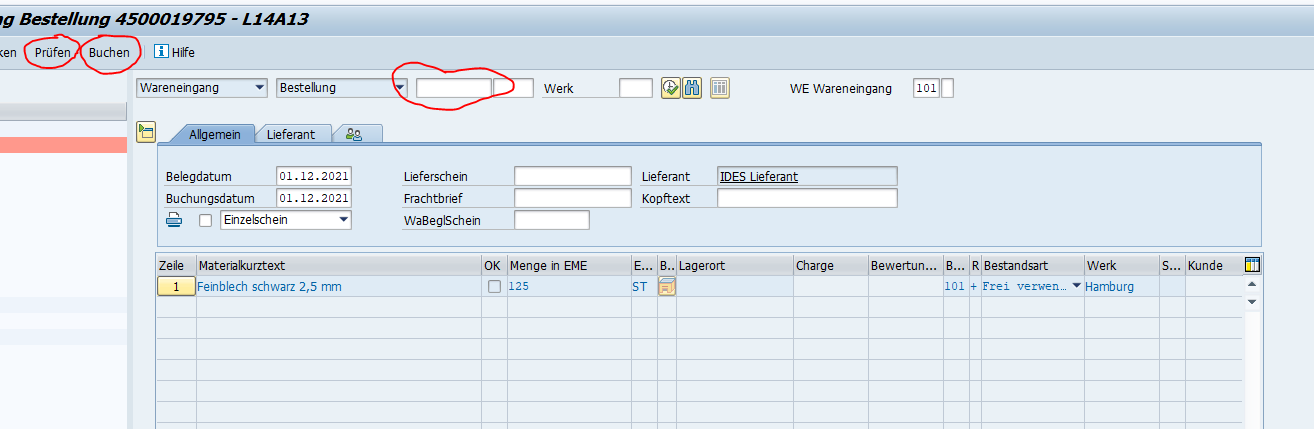 ng Bestellung 4500019795 - L14A13
ken Prüfen Buchen Hilfe
Wareneingang Bestellung Werk WE Wareneingang 101
Allgemein Lieferant
Belegdatum 01.12.2021 Lieferschein Lieferant IDES Lieferant
Buchungsdatum 01.12.2021 Frachtbrief Kopftext
Einzelschein WaBeglSchein
Zeile Materialkurztext OK Menge in EME E... B.. Lagerort Charge Bewertun... B... R Bestandsart Werk S... Kunde
1 Feinblech schwarz 2,5 mm 125 ST 101 + Frei verwen... Hamburg